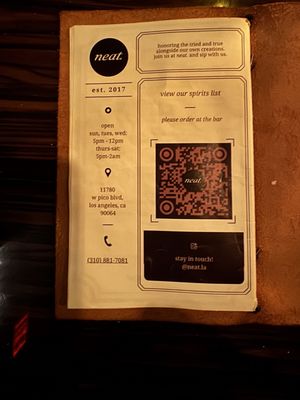 neat.
est. 2017
open
sun, tues, wed:
5pm - 12pm
thurs-sat:
5pm-2am
11780
w pico blvd,
los angeles, ca
90064
(310) 881-7081
honoring the tried and true
alongside our own creations.
join us at neat. and sip with us.
view our spirits list
please order at the bar
neat.
stay in touch!
@neat.la